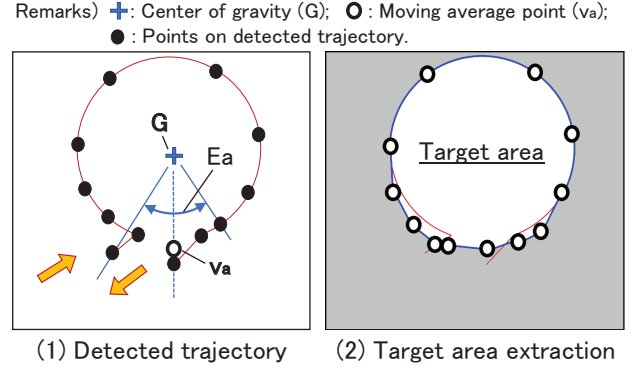 Remarks) +: Center of gravity (G); O: Moving average point (va);
●: Points on detected trajectory.
G
Ea
Va
Target area
(1) Detected trajectory
(2) Target area extraction